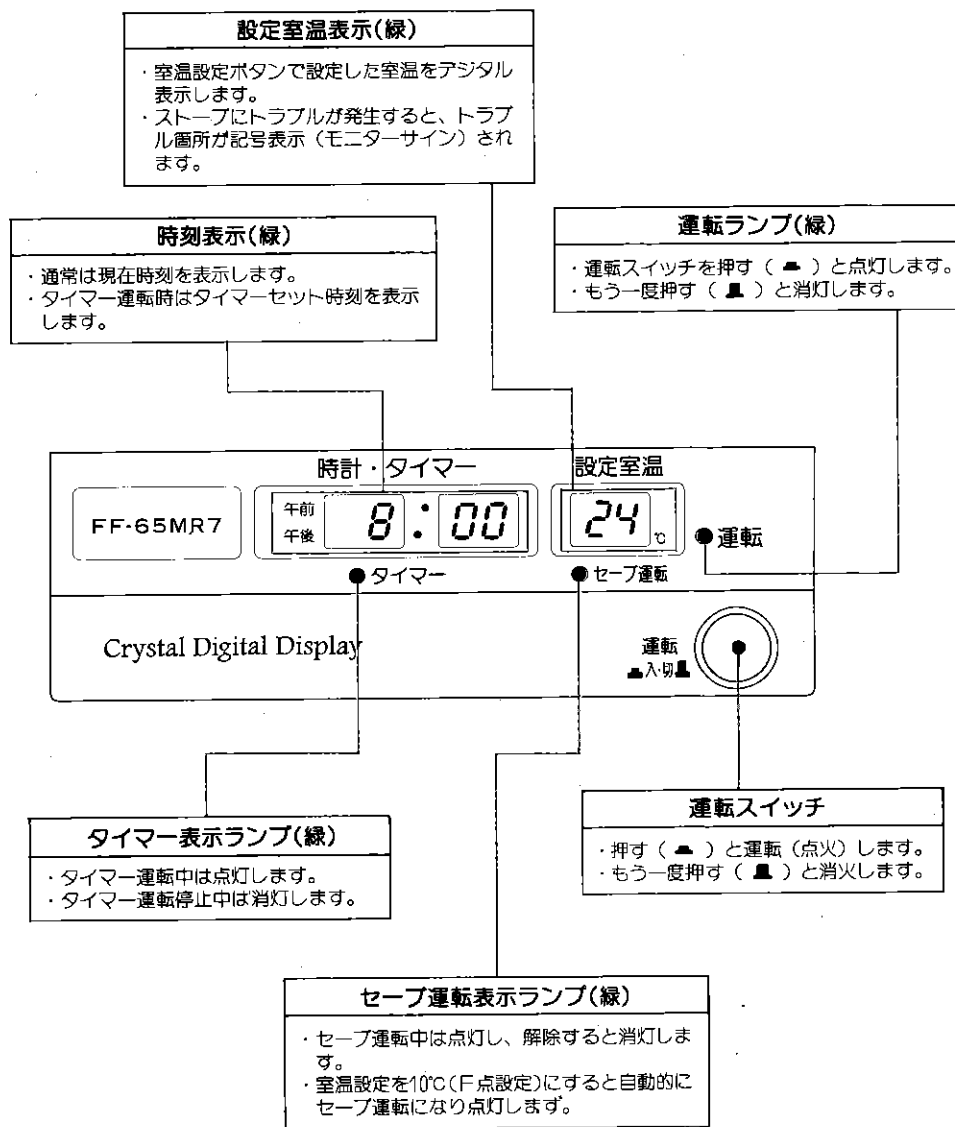 設定室温表示(緑)
・室温設定ボタンで設定した室温をデジタル
表示します。
・ストーブにトラブルが発生すると、トラブ
ル箇所が記号表示（モニターサイン）され
ます。
時刻表示(緑)
・通常は現在時刻を表示します。
・タイマー運転時はタイマーセット時刻を表示
します。
運転ランプ(緑)
・運転スイッチを押す（ ）と点灯します。
・もう一度押す（ ）と消灯します。
時計・タイマー
設定室温
FF-65MR7
午前
午後
8:00
24
℃
運転
タイマー
セーブ運転
Crystal Digital Display
運転
入・切
タイマー表示ランプ(緑)
・タイマー運転中は点灯します。
・タイマー運転停止中は消灯します。
運転スイッチ
・押す（ ）と運転（点火）します。
・もう一度押す（ ）と消火します。
セーブ運転表示ランプ(緑)
・セーブ運転中は点灯し、解除すると消灯しま
す。
・室温設定を10℃(F点設定)にすると自動的に
セーブ運転になり点灯します。